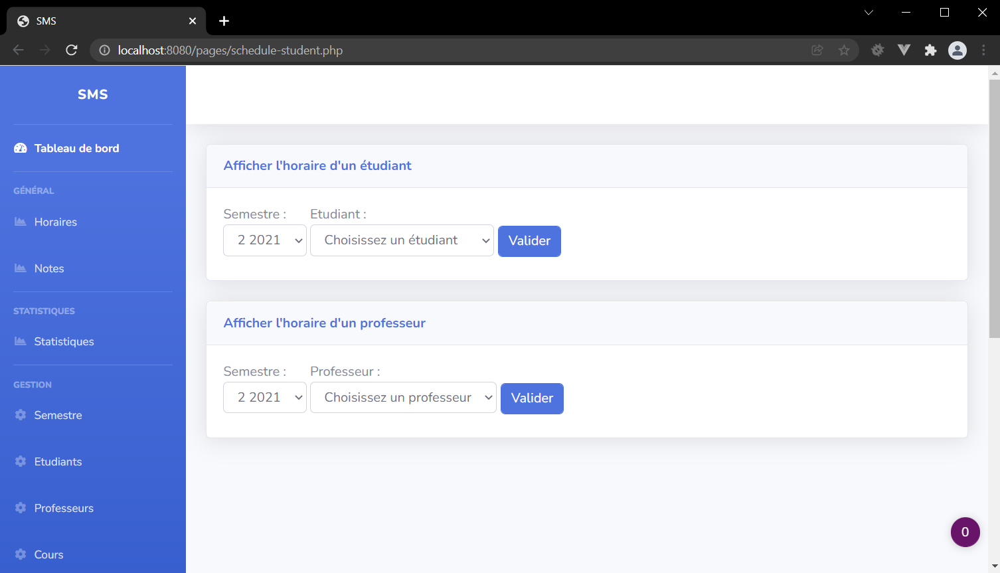 SMS
localhost:8080/pages/schedule-student.php
SMS
Tableau de bord
GÉNÉRAL
Horaires
Notes
STATISTIQUES
Statistiques
GESTION
Semestre
Etudiants
Professeurs
Cours
Afficher l'horaire d'un étudiant
Semestre : Etudiant :
2 2021 Choisissez un étudiant Valider
Afficher l'horaire d'un professeur
Semestre : Professeur :
2 2021 Choisissez un professeur Valider
0